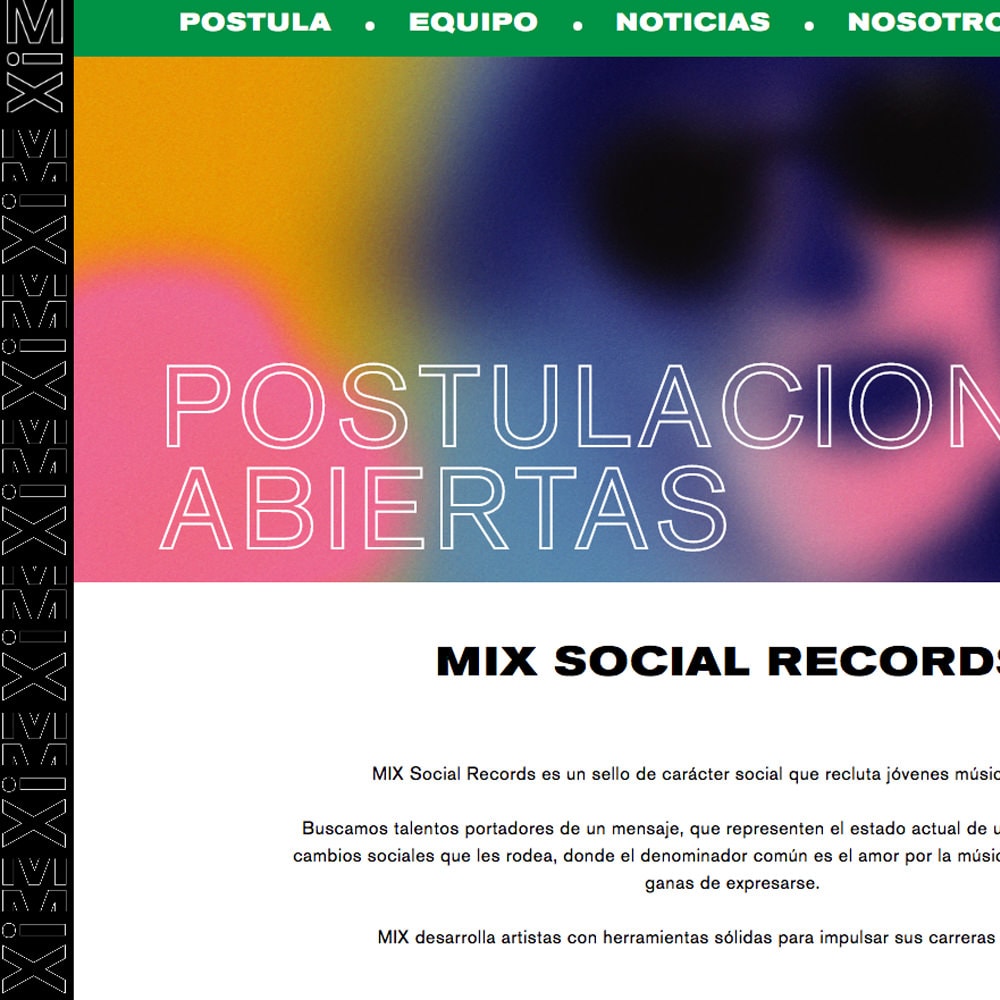 POSTULA • EQUIPO • NOTICIAS • NOSOTRO
POSTULACION
ABIERTAS
MIX SOCIAL RECORDS
MIX Social Records es un sello de carácter social que recluta jóvenes músic
Buscamos talentos portadores de un mensaje, que representen el estado actual de u
cambios sociales que les rodea, donde el denominador común es el amor por la músic
ganas de expresarse.
MIX desarrolla artistas con herramientas sólidas para impulsar sus carreras
MiX
MiX
MiX
MiX
MiX
MiX
MiX